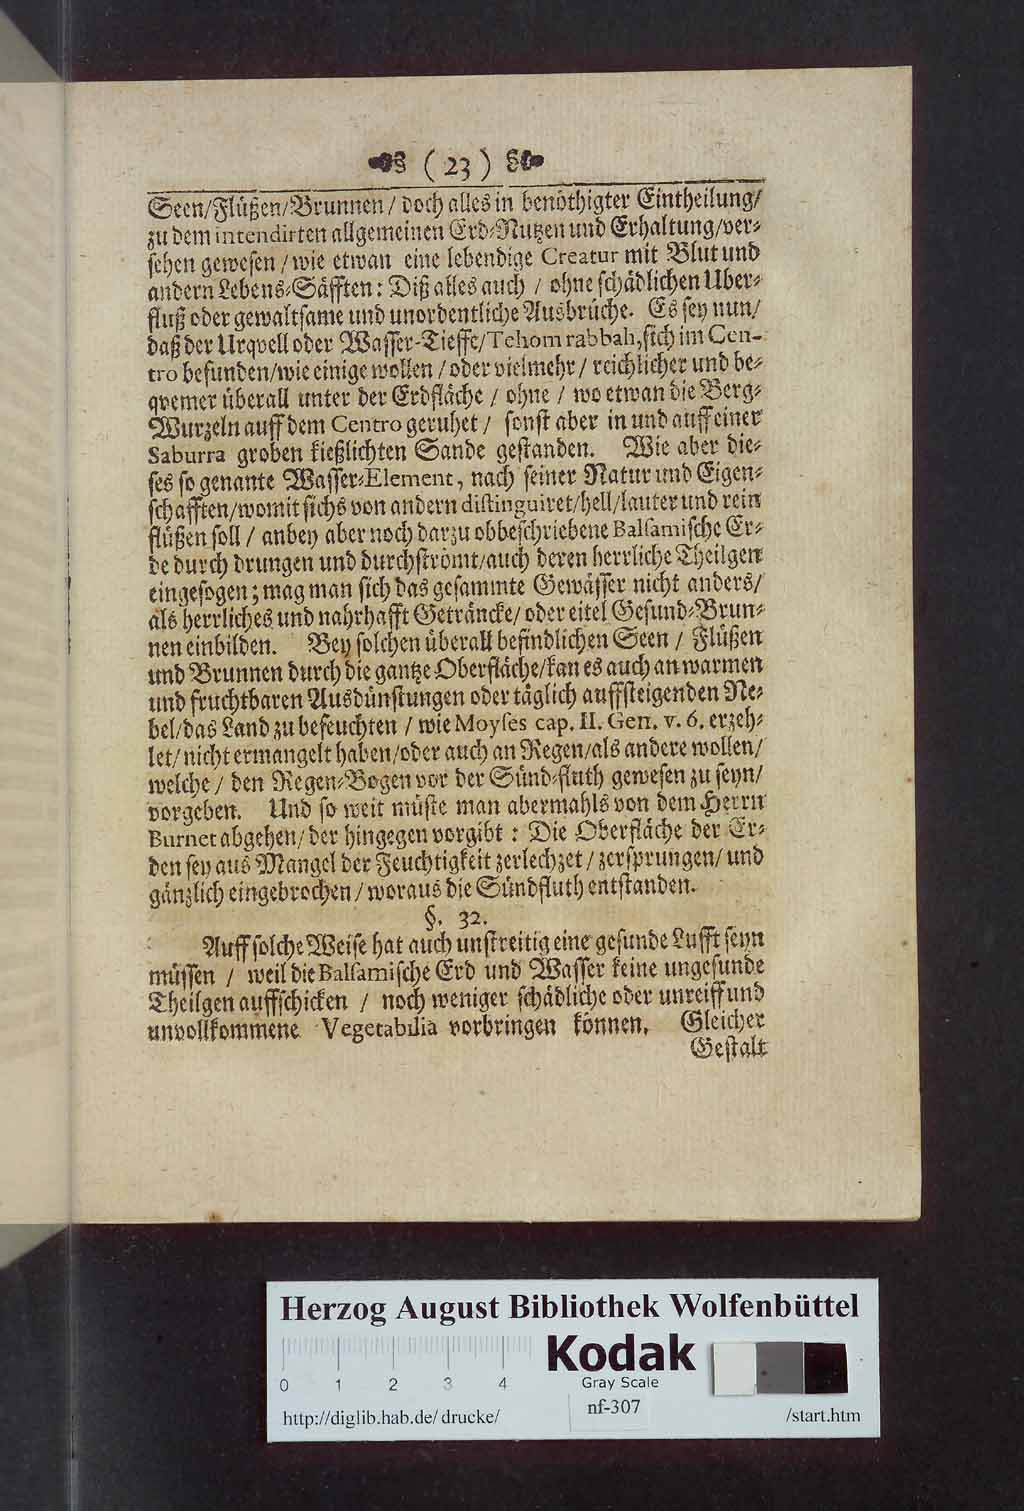 ( 23 )
Seen/Flüßen/Brunnen / doch alles in benöthigter Eintheilung/
zu dem intendirten allgemeinen Erd-Nutzen und Erhaltung/ver-
sehen gewesen / wie etwan eine lebendige Creatur mit Blut und
andern Lebens-Säfften: Diß alles auch / ohne schädlichen Uber-
fluß oder gewaltsame und unordentliche Ausbrüche. Es sey nun/
daß der Urqvell oder Wasser-Tieffe/Tehom rabbah, sich im Cen-
tro befunden/wie einige wollen / oder vielmehr / reichlicher und be-
qvemer überall unter der Erdfläche / ohne / wo etwan die Berg-
Wurzeln auff dem Centro geruhet / sonst aber in und auff einer
Saburra groben kießlichten Sande gestanden. Wie aber die-
ses so genante Wasser-Element, nach seiner Natur und Eigen-
schafften/womit sichs von andern distinguiret/hell/lauter und rein
flüßen soll / anbey aber noch darzu obbeschriebene Balsamische Er-
de durch drungen und durchströmt/auch deren herrliche Theilgen
eingesogen; mag man sich das gesammte Gewässer nicht anders/
als herrliches und nahrhafft Geträncke/ oder eitel Gesund-Brun-
nen einbilden. Bey solchen überall befindlichen Seen / Flüßen
und Brunnen durch die gantze Oberfläche/kan es auch an warmen
und fruchtbaren Ausdünstungen oder täglich auffsteigenden Ne-
bel/das Land zu befeuchten / wie Moyses cap. II. Gen. v. 6. erzeh-
let/nicht ermangelt haben/oder auch an Regen/als andere wollen/
welche / den Regen-Bogen vor der Sünd-fluth gewesen zu seyn/
vorgeben. Und so weit müste man abermahls von dem Herrn
Burnet abgehen/ der hingegen vorgibt : Die Oberfläche der Er-
den sey aus Mangel der Feuchtigkeit zerlechzet / zersprungen/ und
gänzlich eingebrochen / woraus die Sündfluth entstanden.
§. 32.
Auff solche Weise hat auch unstreitig eine gesunde Lufft seyn
müssen / weil die Balsamische Erd und Wasser keine ungesunde
Theilgen auffschicken / noch weniger schädliche oder unreiff und
unvollkommene Vegetabilia vorbringen können. Gleicher
Gestalt
Herzog August Bibliothek Wolfenbüttel
Kodak
0 1 2 3 4
Gray Scale
http://diglib.hab.de/ drucke/ nf-307 /start.htm